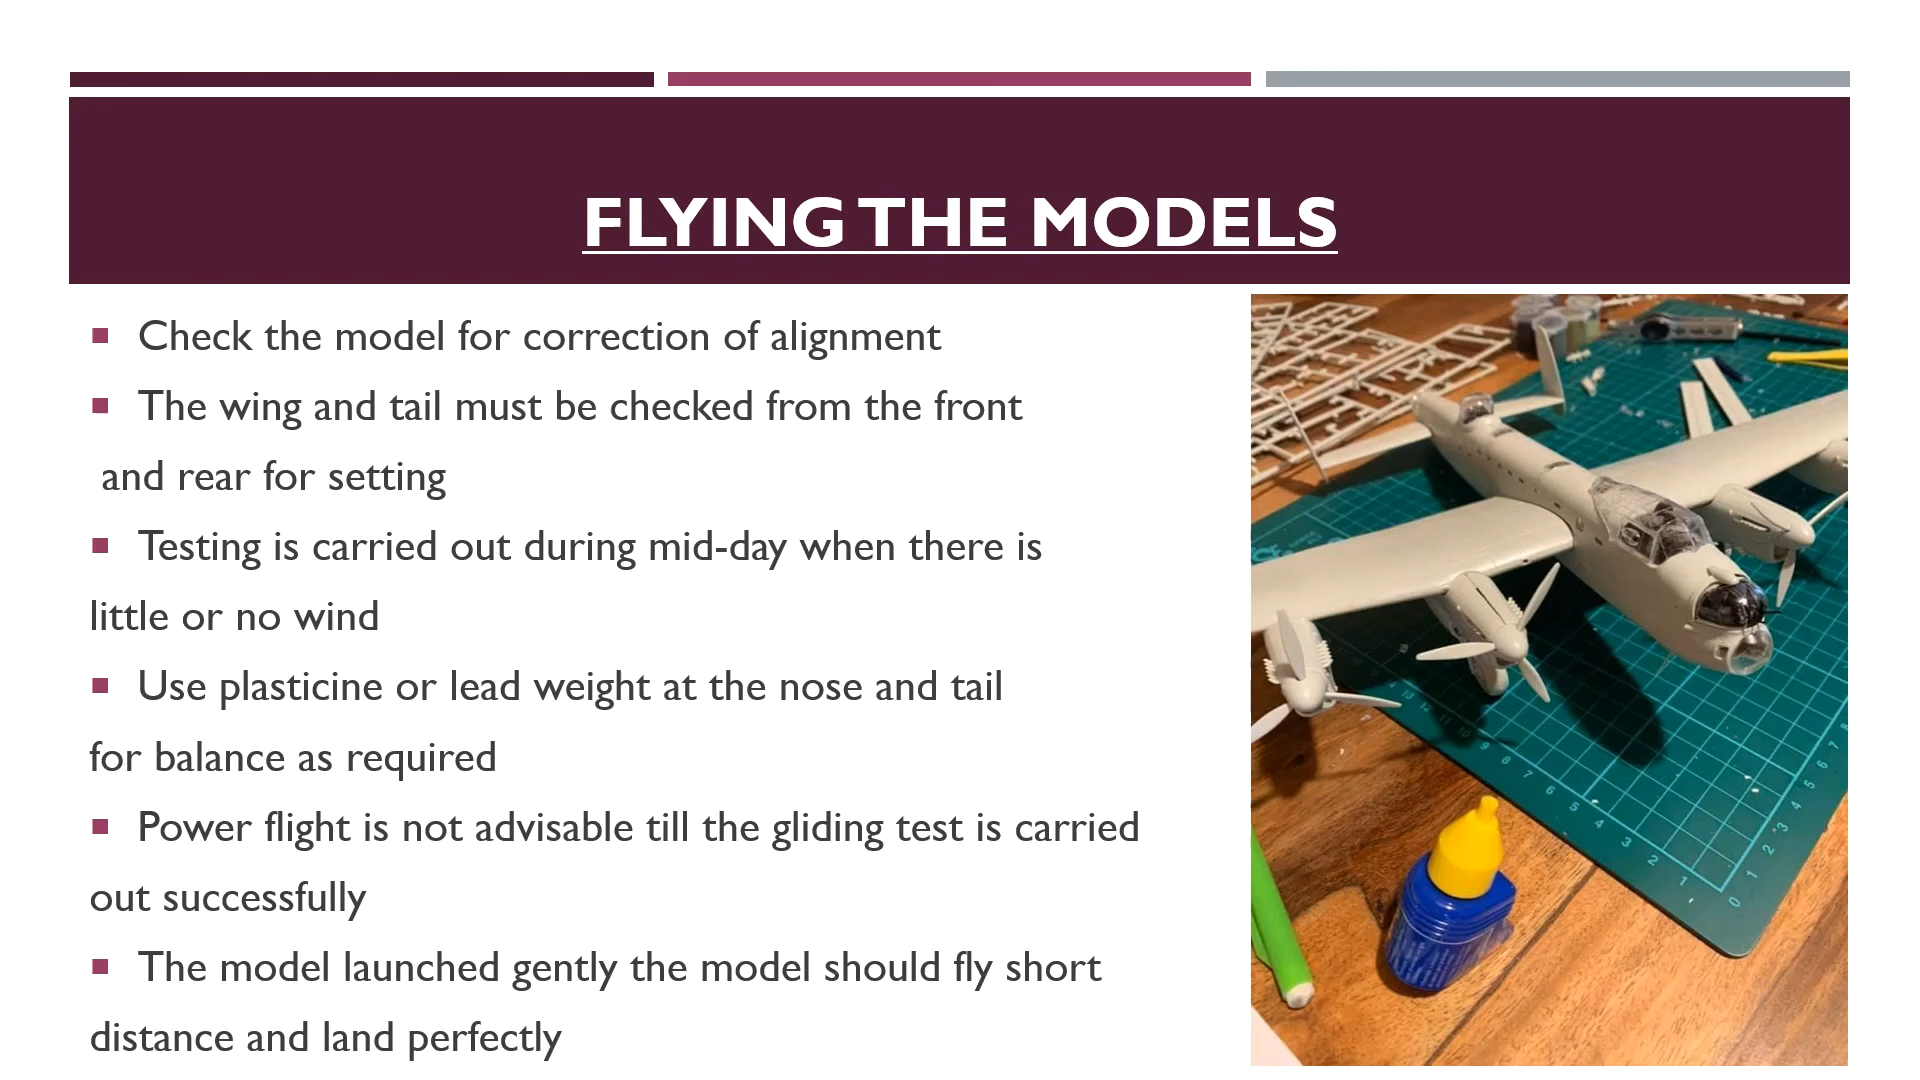 FLYING THE MODELS
▪ Check the model for correction of alignment
▪ The wing and tail must be checked from the front
and rear for setting
▪ Testing is carried out during mid-day when there is
little or no wind
▪ Use plasticine or lead weight at the nose and tail
for balance as required
▪ Power flight is not advisable till the gliding test is carried
out successfully
▪ The model launched gently the model should fly short
distance and land perfectly